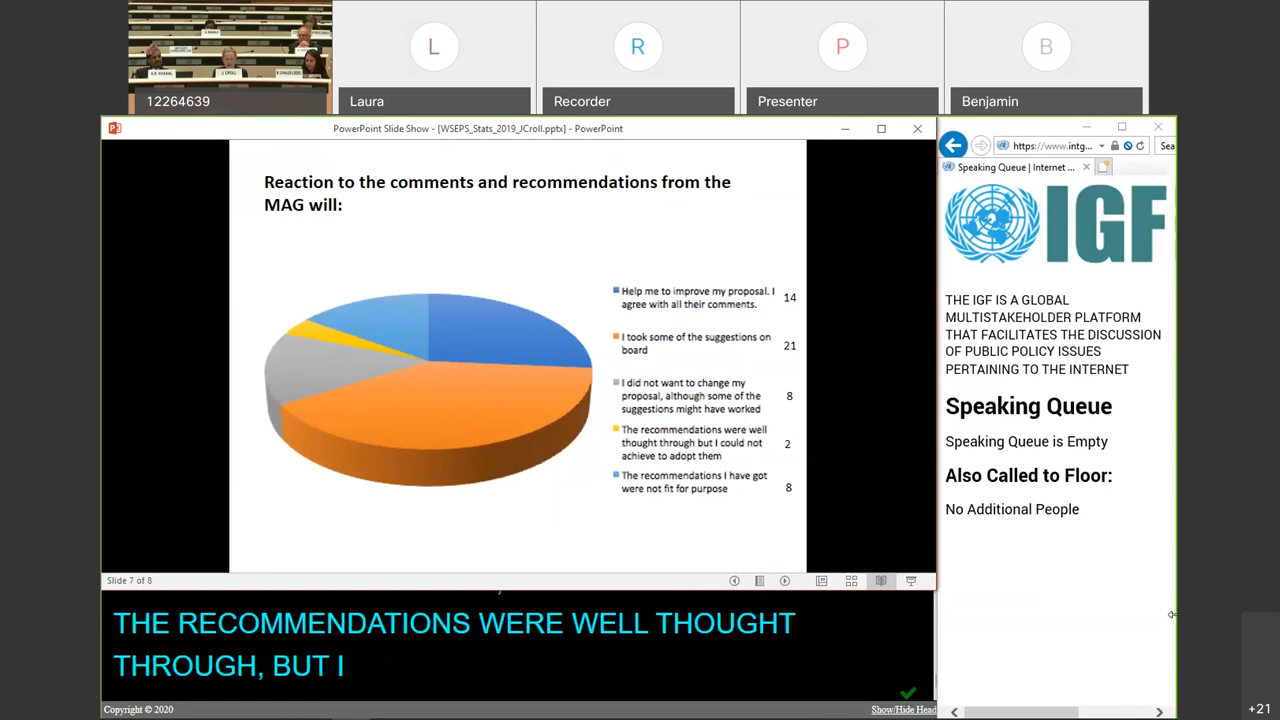 A.B. KHANAL
J. CROLL
L
R
P
B
12264639
Laura
Recorder
Presenter
Benjamin
PowerPoint Slide Show - [WSEPS_Stats_2019_JCroll.pptx] - PowerPoint
Reaction to the comments and recommendations from the
MAG will:
Help me to improve my proposal. I
agree with all their comments.
14
I took some of the suggestions on
board
21
I did not want to change my
proposal, although some of the
suggestions might have worked
8
The recommendations were well
thought through but I could not
achieve to adopt them
2
The recommendations I have got
were not fit for purpose
8
Slide 7 of 8
THE RECOMMENDATIONS WERE WELL THOUGHT
THROUGH, BUT I
Copyright © 2020
Show/Hide Head
https://www.intg...
Sea
Speaking Queue | Internet ...
IGF
THE IGF IS A GLOBAL
MULTISTAKEHOLDER PLATFORM
THAT FACILITATES THE DISCUSSION
OF PUBLIC POLICY ISSUES
PERTAINING TO THE INTERNET
Speaking Queue
Speaking Queue is Empty
Also Called to Floor:
No Additional People
+21